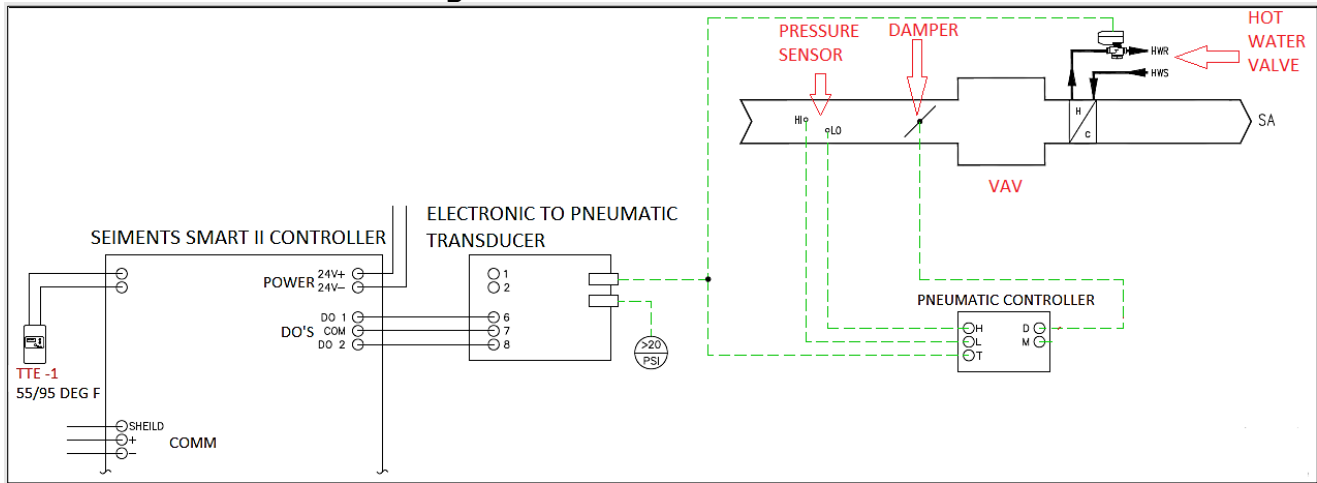 PRESSURE
SENSOR
DAMPER
HOT
WATER
VALVE
HWR
HWS
HI
LO
H
C
SA
VAV
SEIMENTS SMART II CONTROLLER
ELECTRONIC TO PNEUMATIC
TRANSDUCER
POWER
24V+
24V-
DO'S
DO 1
COM
DO 2
1
2
6
7
8
>20
PSI
PNEUMATIC CONTROLLER
H
L
T
D
M
TTE -1
55/95 DEG F
SHEILD
+
-
COMM